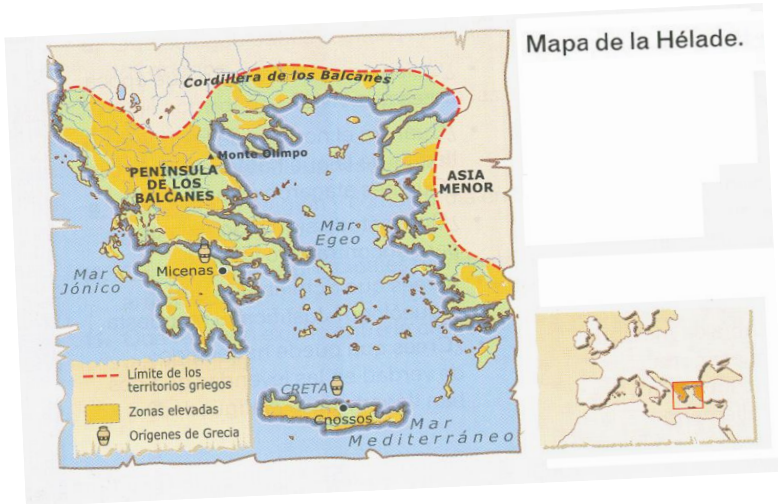 Mapa de la Hélade.
Cordillera de los Balcanes
Monte Olimpo
PENÍNSULA
DE LOS
BALCANES
ASIA
MENOR
Mar
Egeo
Micenas
Mar
Jónico
CRETA
Cnossos
Mar
Mediterráneo
Límite de los
territorios griegos
Zonas elevadas
Orígenes de Grecia